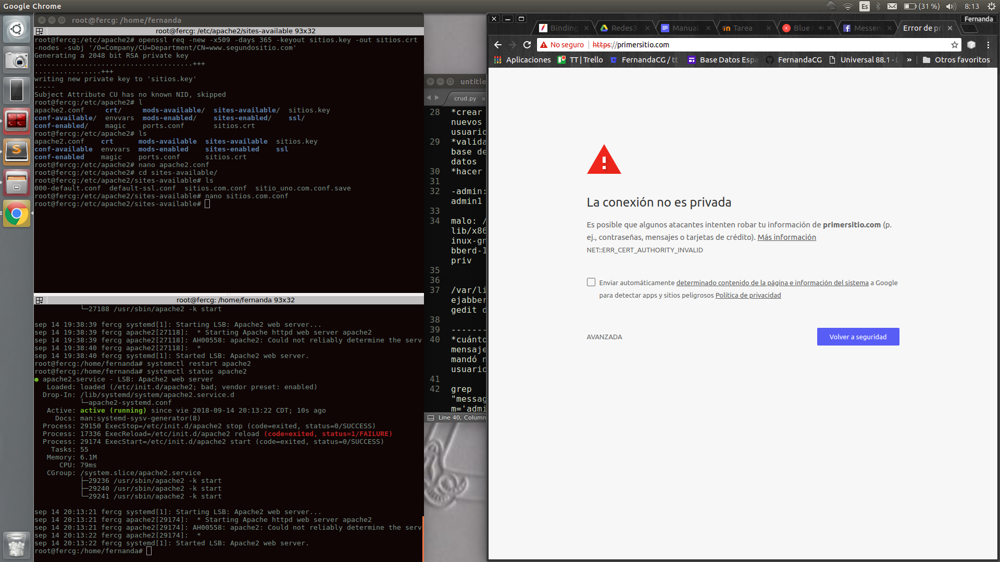 Google Chrome
Es
(31 %)
8:13
root@fercg: /home/fernanda
root@fercg: /etc/apache2/sites-available 93x32
root@fercg:/etc/apache2# openssl req -new -x509 -days 365 -keyout sitios.key -out sitios.crt
-nodes -subj '/O=Company/CU=Department/CN=www.segundositio.com'
Generating a 2048 bit RSA private key
......................................+++
................+++
writing new private key to 'sitios.key'
-----
Subject Attribute CU has no known NID, skipped
root@fercg:/etc/apache2# l
apache2.conf     crt/     mods-available/  sites-available/  sitios.key
conf-available/  envvars  mods-enabled/    sites-enabled/    ssl/
conf-enabled/    magic    ports.conf       sitios.crt
root@fercg:/etc/apache2# ls
apache2.conf    crt      mods-available  sites-available  sitios.key
conf-available  envvars  mods-enabled    sites-enabled    ssl
conf-enabled    magic    ports.conf      sitios.crt
root@fercg:/etc/apache2# nano apache2.conf
root@fercg:/etc/apache2# cd sites-available/
root@fercg:/etc/apache2/sites-available# ls
000-default.conf  default-ssl.conf  sitios.com.conf  sitio_uno.com.conf.save
root@fercg:/etc/apache2/sites-available# nano sitios.com.conf
root@fercg:/etc/apache2/sites-available#
root@fercg: /home/fernanda 93x32
└─27188 /usr/sbin/apache2 -k start
sep 14 19:38:39 fercg systemd[1]: Starting LSB: Apache2 web server...
sep 14 19:38:39 fercg apache2[27118]:  * Starting Apache httpd web server apache2
sep 14 19:38:39 fercg apache2[27118]: AH00558: apache2: Could not reliably determine the serv
sep 14 19:38:40 fercg apache2[27118]:  *
sep 14 19:38:40 fercg systemd[1]: Started LSB: Apache2 web server.
root@fercg:/home/fernanda# systemctl restart apache2
root@fercg:/home/fernanda# systemctl status apache2
● apache2.service - LSB: Apache2 web server
Loaded: loaded (/etc/init.d/apache2; bad; vendor preset: enabled)
Drop-In: /lib/systemd/system/apache2.service.d
└─apache2-systemd.conf
Active: active (running) since vie 2018-09-14 20:13:22 CDT; 10s ago
Docs: man:systemd-sysv-generator(8)
Process: 29150 ExecStop=/etc/init.d/apache2 stop (code=exited, status=0/SUCCESS)
Process: 17336 ExecReload=/etc/init.d/apache2 reload (code=exited, status=1/FAILURE)
Process: 29174 ExecStart=/etc/init.d/apache2 start (code=exited, status=0/SUCCESS)
Tasks: 55
Memory: 6.1M
CPU: 79ms
CGroup: /system.slice/apache2.service
├─29236 /usr/sbin/apache2 -k start
├─29240 /usr/sbin/apache2 -k start
└─29241 /usr/sbin/apache2 -k start
sep 14 20:13:21 fercg systemd[1]: Starting LSB: Apache2 web server...
sep 14 20:13:21 fercg apache2[29174]:  * Starting Apache httpd web server apache2
sep 14 20:13:21 fercg apache2[29174]: AH00558: apache2: Could not reliably determine the serv
sep 14 20:13:22 fercg apache2[29174]:  *
sep 14 20:13:22 fercg systemd[1]: Started LSB: Apache2 web server.
root@fercg:/home/fernanda#
untitle
crud.py
28 *crear
nuevos
usuario
29 *valida
base de
datos
30 *hacer
31
32 -admin:
admin1
33
34 malo: /
lib/x86
inux-gn
bberd-1
priv
35
36
37 /var/li
ejabber
gedit
38
39 -------
40 *cuánto
mensaje
mandó
usuario
41
42 grep
"messag
m='adm
Line 40, Column
Fernanda
Binding
Redes3
Manual
Tarea
Blue
Messen
Error de pr
No seguro
https://primersitio.com
Aplicaciones
TT | Trello
FernandaCG / tt
Base Datos Espa
FernandaCG
Universal 88.1 - L
»
Otros favoritos
La conexión no es privada
Es posible que algunos atacantes intenten robar tu información de primersitio.com (p.
ej., contraseñas, mensajes o tarjetas de crédito). Más información
NET::ERR_CERT_AUTHORITY_INVALID
Enviar automáticamente determinado contenido de la página e información del sistema a Google
para detectar apps y sitios peligrosos Política de privacidad
AVANZADA
Volver a seguridad